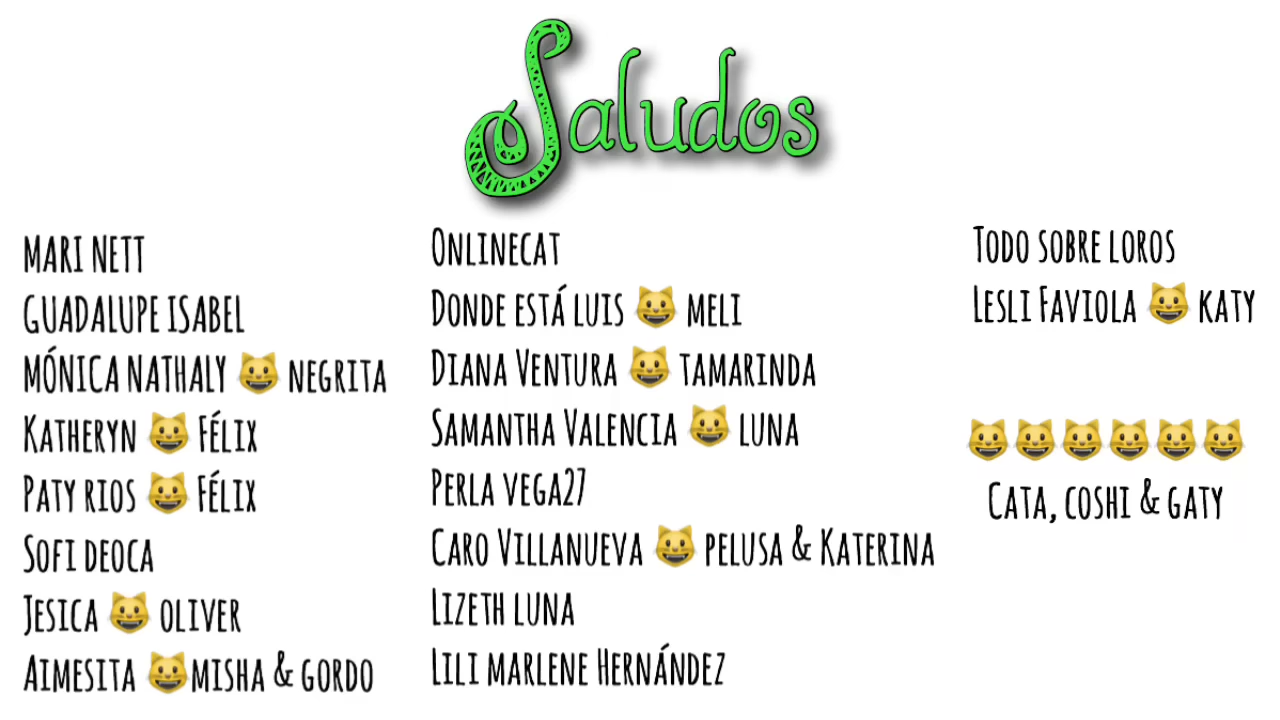 Saludos
MARI NETT
GUADALUPE ISABEL
MÓNICA NATHALY 😺 NEGRITA
KATHERYN 😺 FÉLIX
PATY RIOS 😺 FÉLIX
SOFI DEOCA
JESICA 😺 OLIVER
AIMESITA 😺 MISHA & GORDO
ONLINECAT
DONDE ESTÁ LUIS 😺 MELI
DIANA VENTURA 😺 TAMARINDA
SAMANTHA VALENCIA 😺 LUNA
PERLA VEGA27
CARO VILLANUEVA 😺 PELUSA & KATERINA
LIZETH LUNA
LILI MARLENE HERNÁNDEZ
TODO SOBRE LOROS
LESLI FAVIOLA 😺 KATY
😺😺😺😺😺😺
CATA, COSHI & GATY